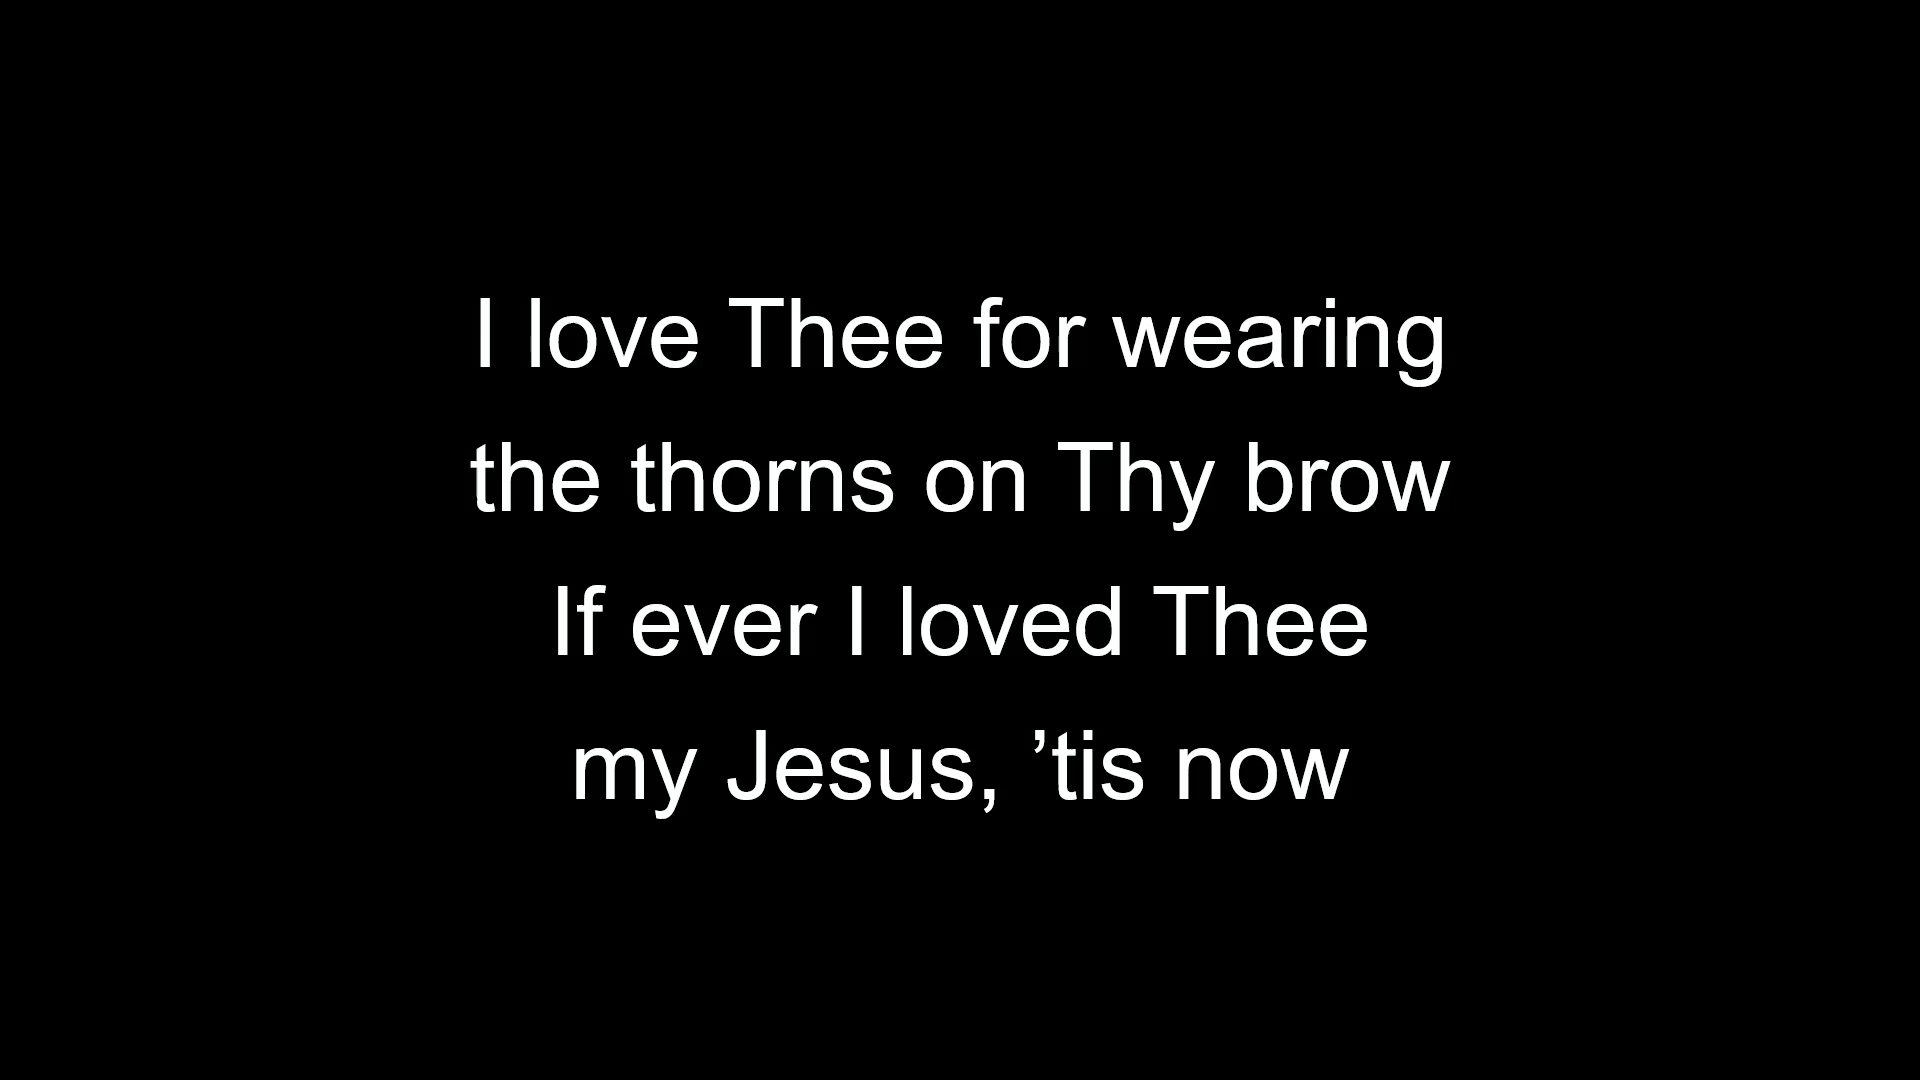 I love Thee for wearing
the thorns on Thy brow
If ever I loved Thee
my Jesus, ’tis now